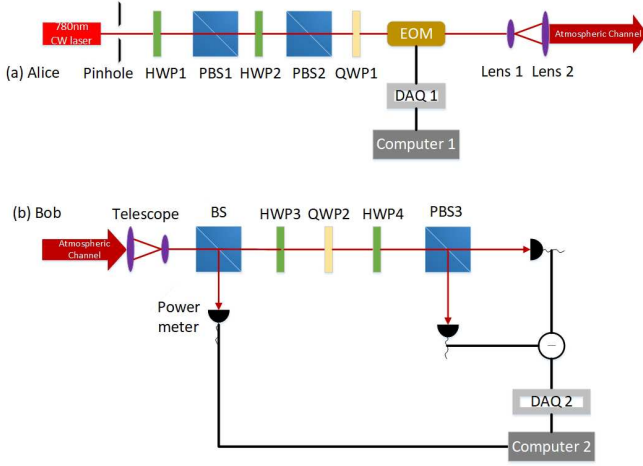 780nm
CW laser
EOM
Atmospheric Channel
(a) Alice
Pinhole
HWP1
PBS1
HWP2
PBS2
QWP1
Lens 1
Lens 2
DAQ 1
Computer 1
(b) Bob
Telescope
BS
HWP3
QWP2
HWP4
PBS3
Atmospheric
Channel
Power
meter
−
DAQ 2
Computer 2